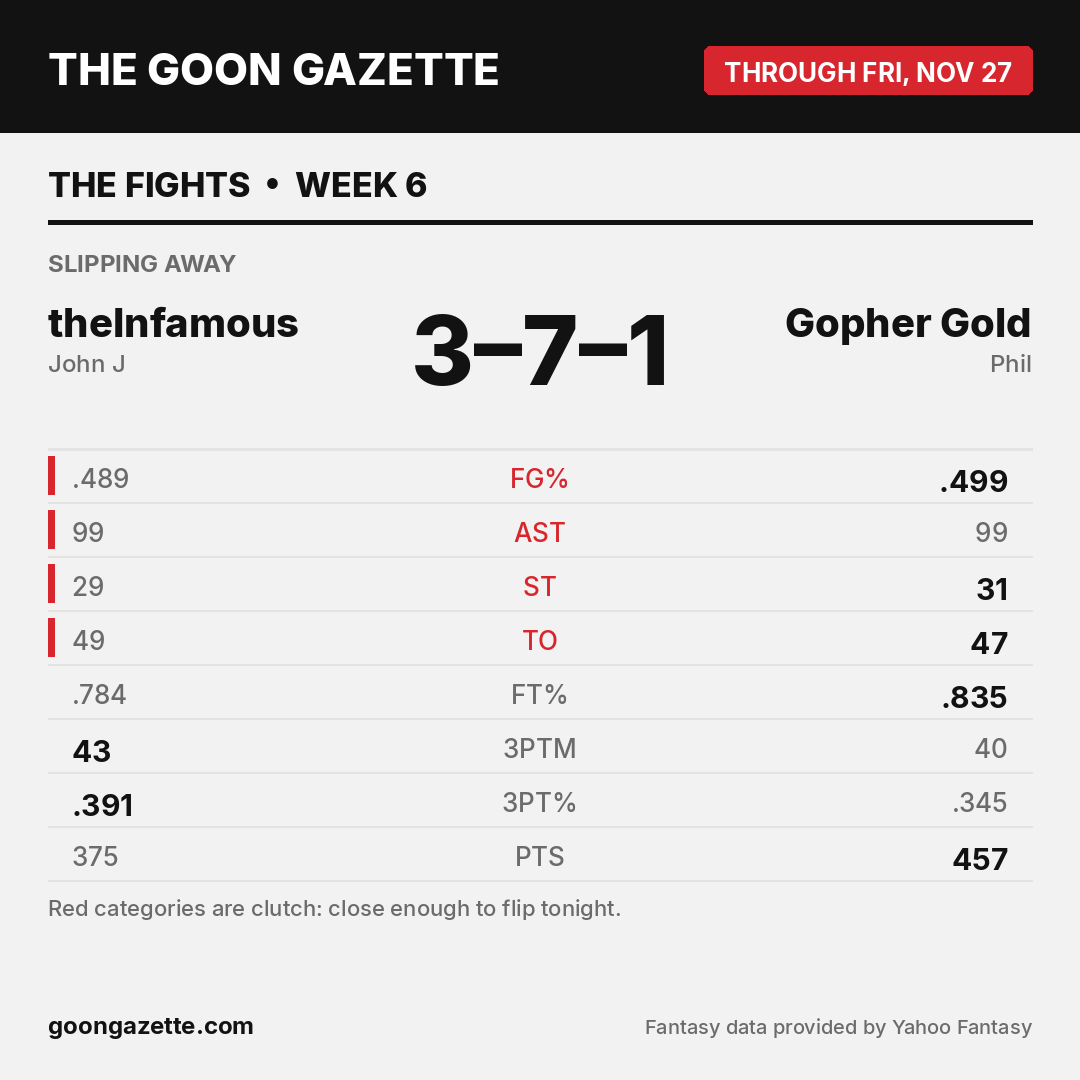 THE GOON GAZETTE
THROUGH FRI, NOV 27
THE FIGHTS • WEEK 6
SLIPPING AWAY
theInfamous 3–7–1 Gopher Gold
John J Phil
.489 FG% .499
99 AST 99
29 ST 31
49 TO 47
.784 FT% .835
43 3PTM 40
.391 3PT% .345
375 PTS 457
Red categories are clutch: close enough to flip tonight.
goongazette.com Fantasy data provided by Yahoo Fantasy